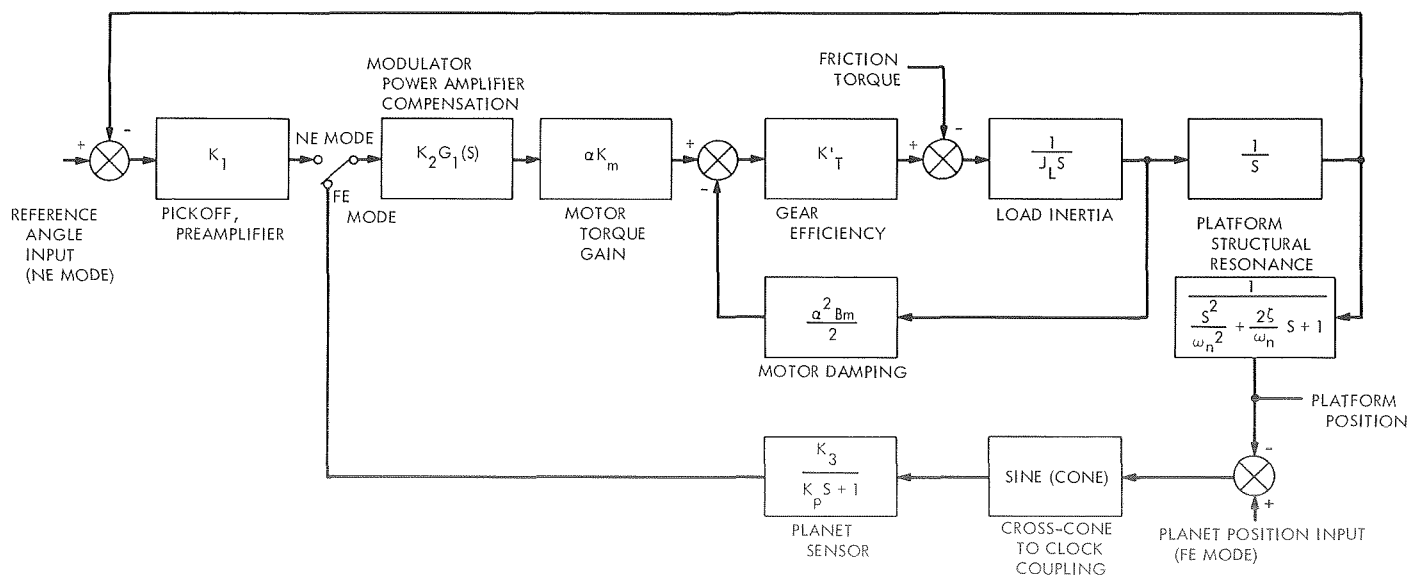 FRICTION
TORQUE
MODULATOR
POWER AMPLIFIER
COMPENSATION
+
-
K1
NE MODE
FE
MODE
K2G1(S)
αKm
+
-
K'T
+
-
1
JLS
1
S
REFERENCE
ANGLE
INPUT
(NE MODE)
PICKOFF,
PREAMPLIFIER
MOTOR
TORQUE
GAIN
GEAR
EFFICIENCY
LOAD INERTIA
PLATFORM
STRUCTURAL
RESONANCE
1
S²/ωn² + 2ζ/ωn S + 1
α² Bm
2
MOTOR DAMPING
PLATFORM
POSITION
-
+
K3
KpS + 1
SINE (CONE)
PLANET
SENSOR
CROSS-CONE
TO CLOCK
COUPLING
PLANET POSITION INPUT
(FE MODE)